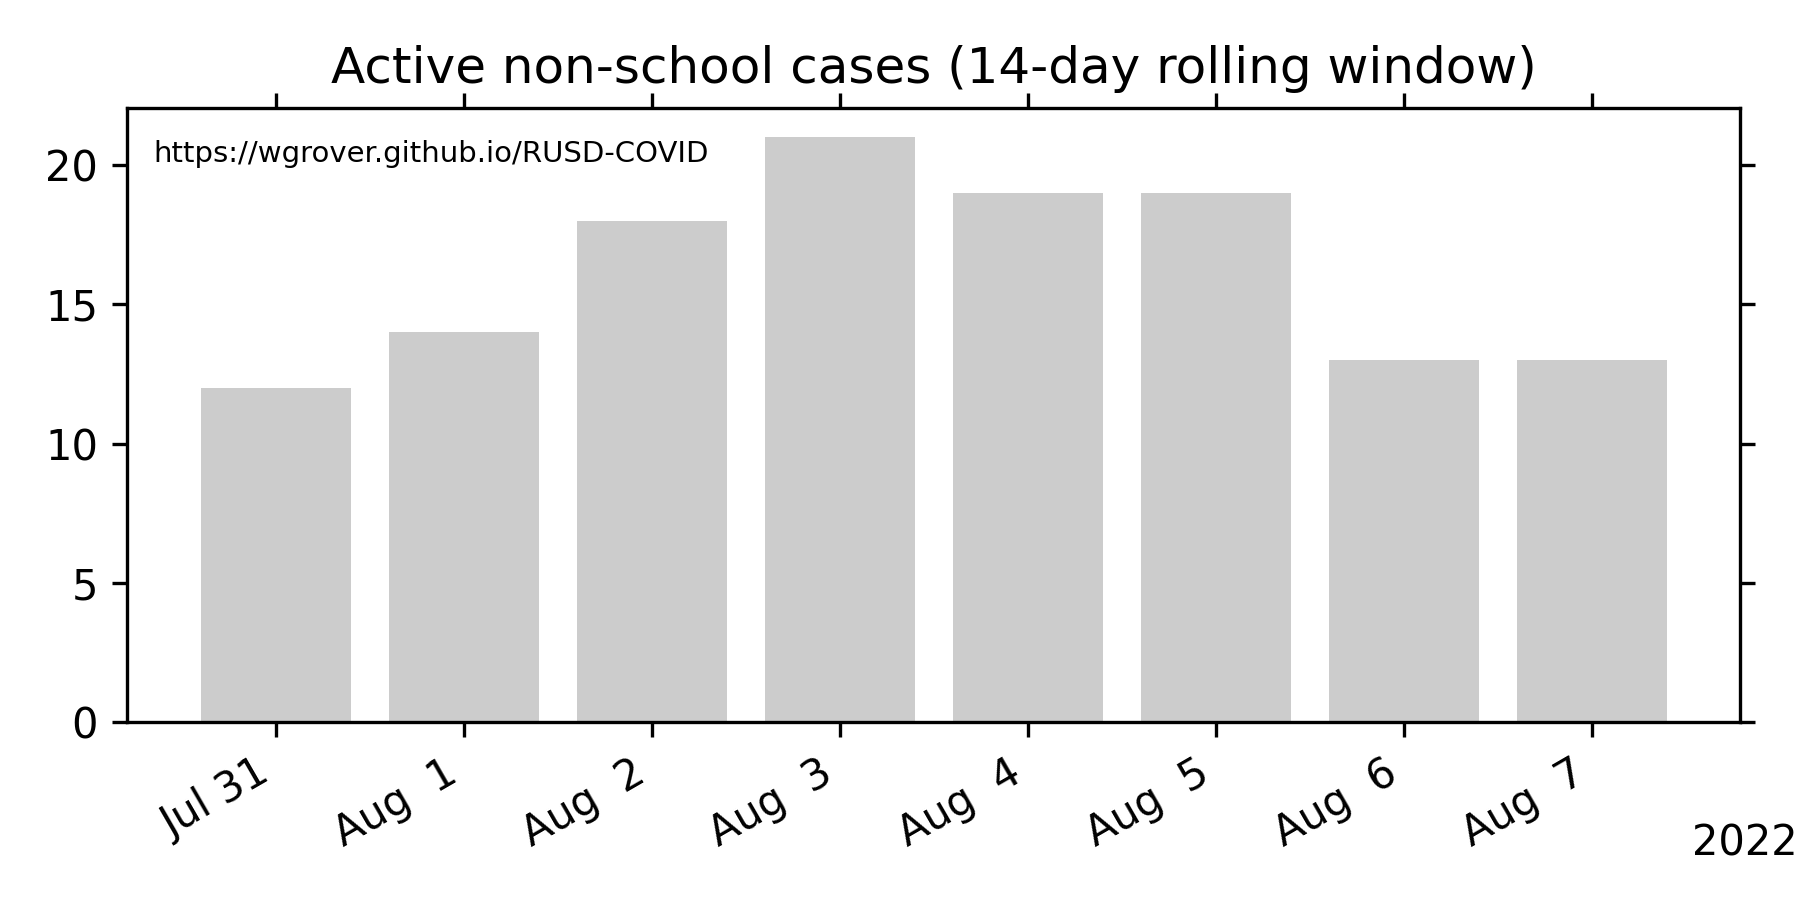 Active non-school cases (14-day rolling window)
https://wgrover.github.io/RUSD-COVID
20
15
10
5
0
Jul 31
Aug 1
Aug 2
Aug 3
Aug 4
Aug 5
Aug 6
Aug 7
2022